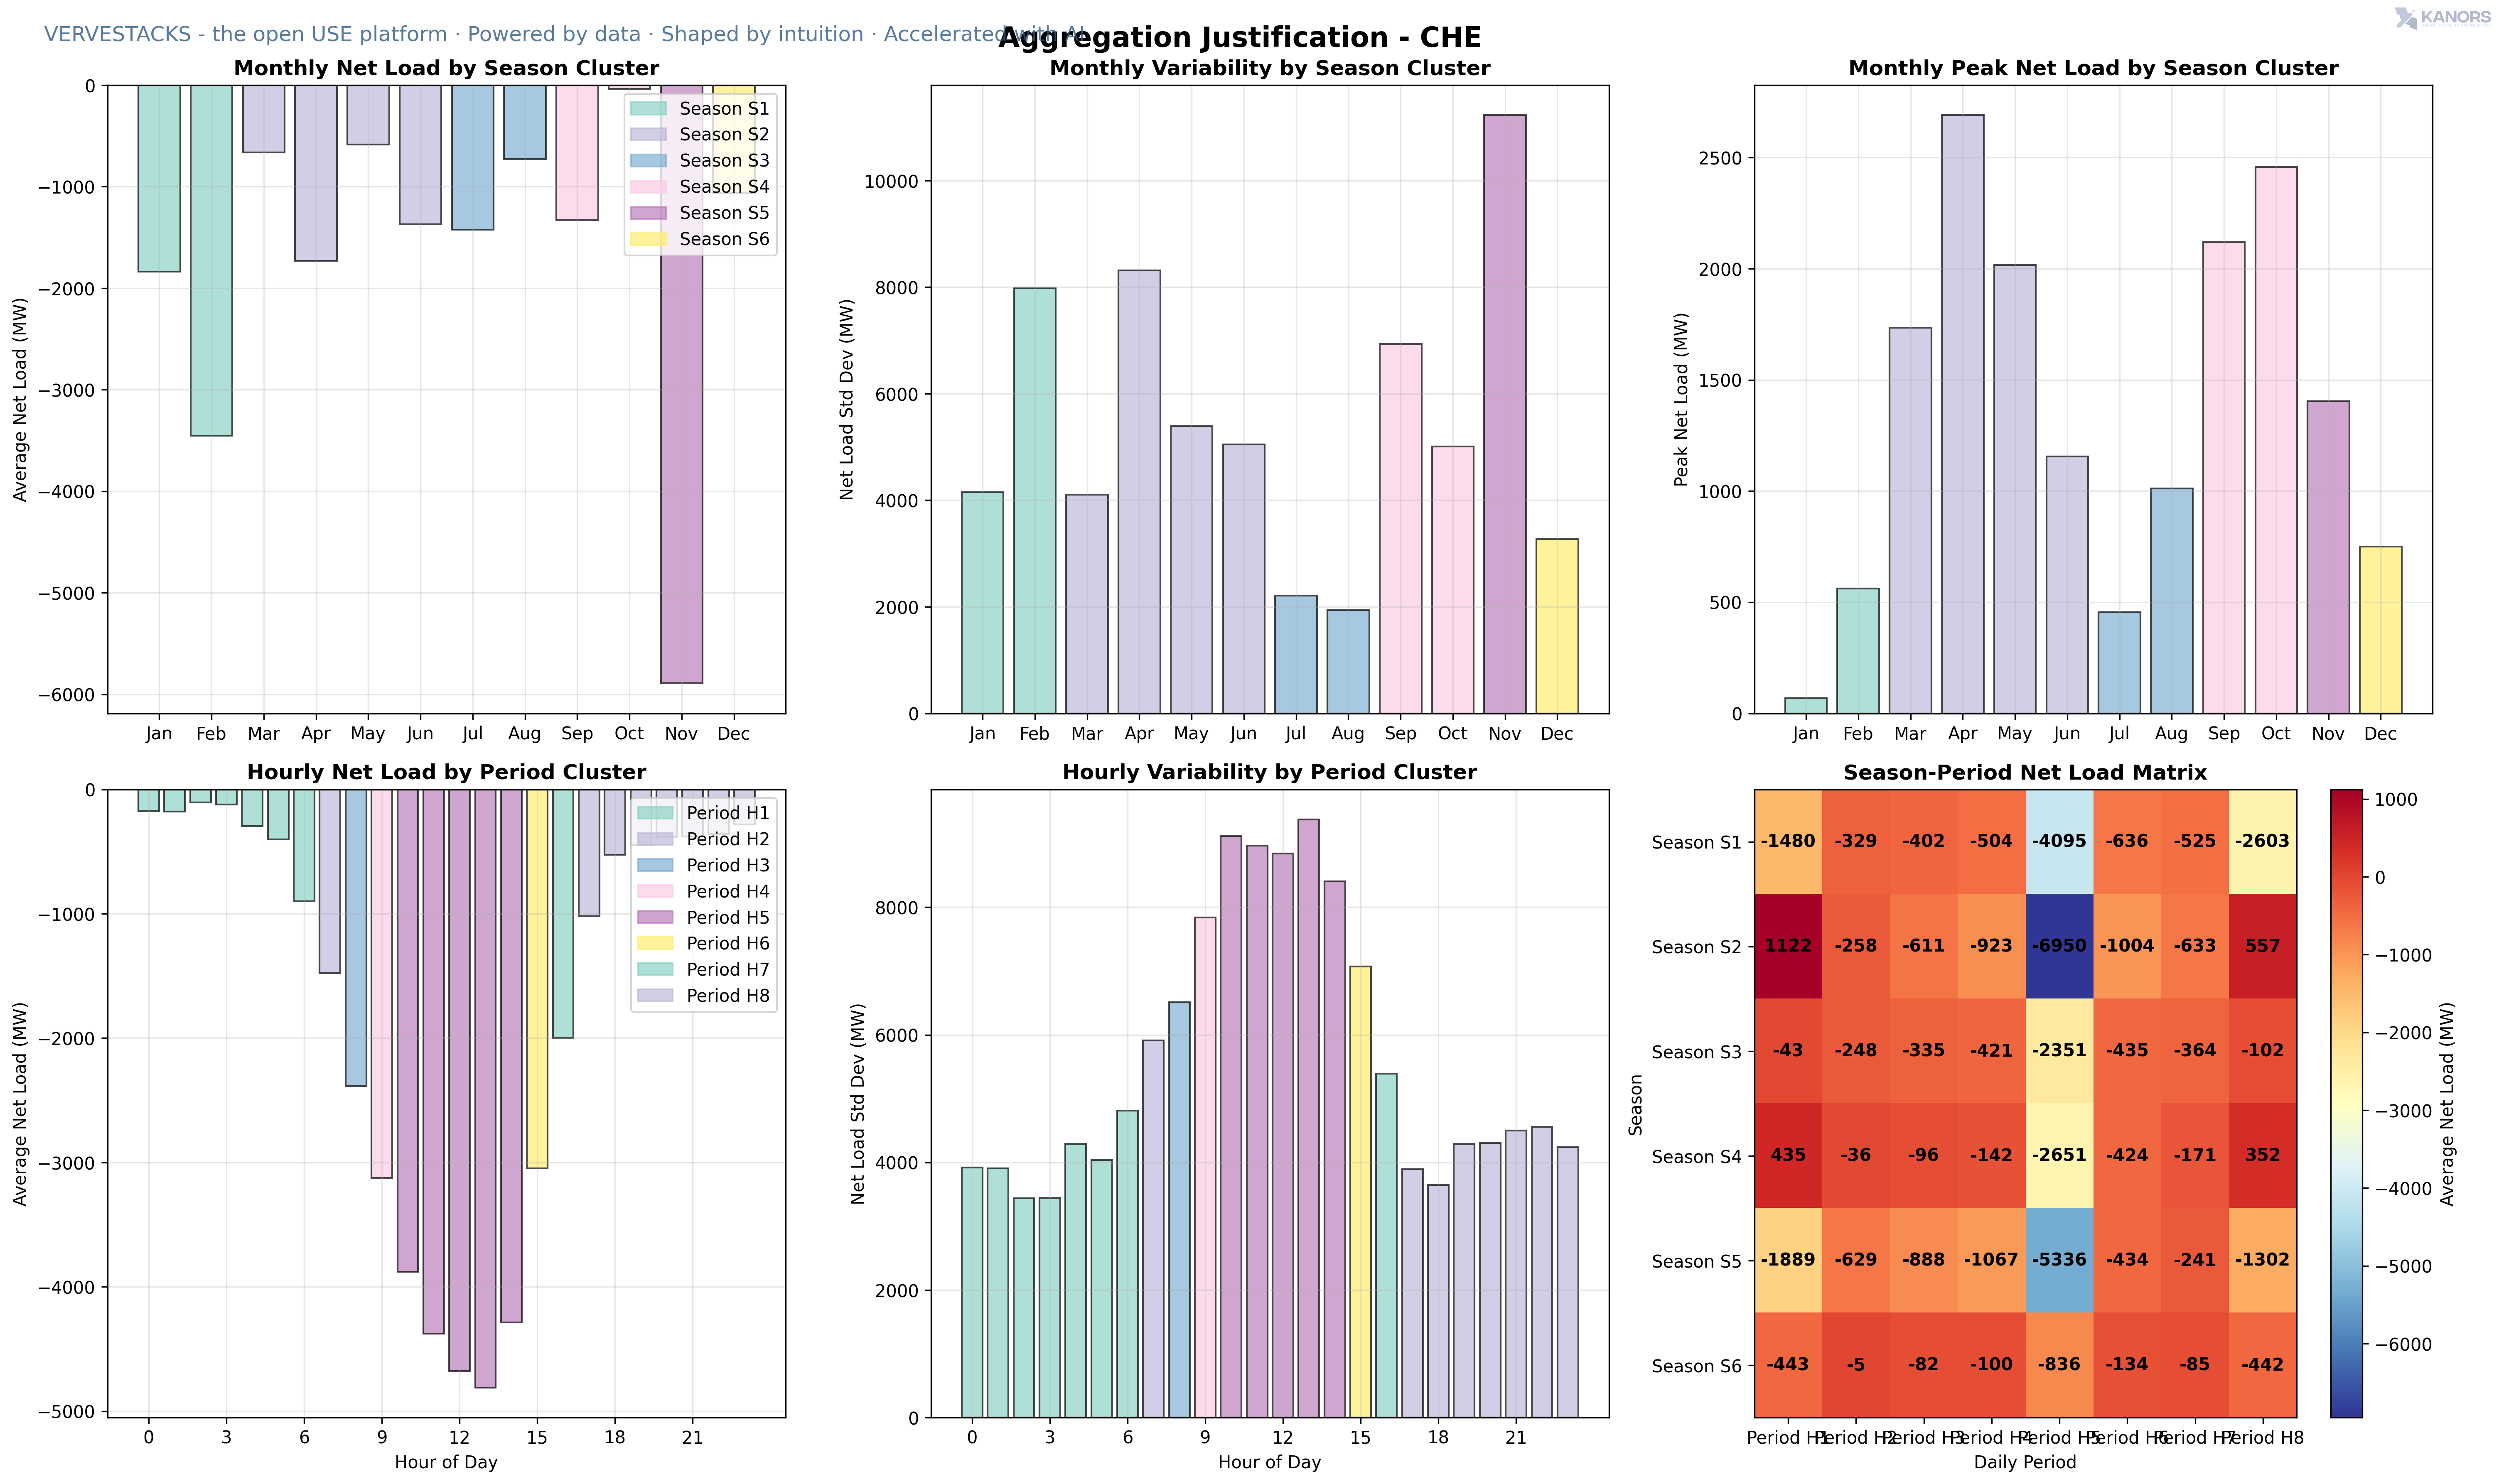 VERVESTACKS - the open USE platform · Powered by data · Shaped by intuition · Accelerated with AI
Aggregation Justification - CHE
KANORS
Monthly Net Load by Season Cluster
Average Net Load (MW)
0
−1000
−2000
−3000
−4000
−5000
−6000
Jan Feb Mar Apr May Jun Jul Aug Sep Oct Nov Dec
Season S1
Season S2
Season S3
Season S4
Season S5
Season S6
Monthly Variability by Season Cluster
Net Load Std Dev (MW)
10000
8000
6000
4000
2000
0
Jan Feb Mar Apr May Jun Jul Aug Sep Oct Nov Dec
Monthly Peak Net Load by Season Cluster
Peak Net Load (MW)
2500
2000
1500
1000
500
0
Jan Feb Mar Apr May Jun Jul Aug Sep Oct Nov Dec
Hourly Net Load by Period Cluster
Average Net Load (MW)
0
−1000
−2000
−3000
−4000
−5000
0 3 6 9 12 15 18 21
Hour of Day
Period H1
Period H2
Period H3
Period H4
Period H5
Period H6
Period H7
Period H8
Hourly Variability by Period Cluster
Net Load Std Dev (MW)
8000
6000
4000
2000
0
0 3 6 9 12 15 18 21
Hour of Day
Season-Period Net Load Matrix
Season
Season S1 -1480 -329 -402 -504 -4095 -636 -525 -2603
Season S2 1122 -258 -611 -923 -6950 -1004 -633 557
Season S3 -43 -248 -335 -421 -2351 -435 -364 -102
Season S4 435 -36 -96 -142 -2651 -424 -171 352
Season S5 -1889 -629 -888 -1067 -5336 -434 -241 -1302
Season S6 -443 -5 -82 -100 -836 -134 -85 -442
Period H1 Period H2 Period H3 Period H4 Period H5 Period H6 Period H7 Period H8
Daily Period
1000
0
−1000
−2000
−3000
−4000
−5000
−6000
Average Net Load (MW)